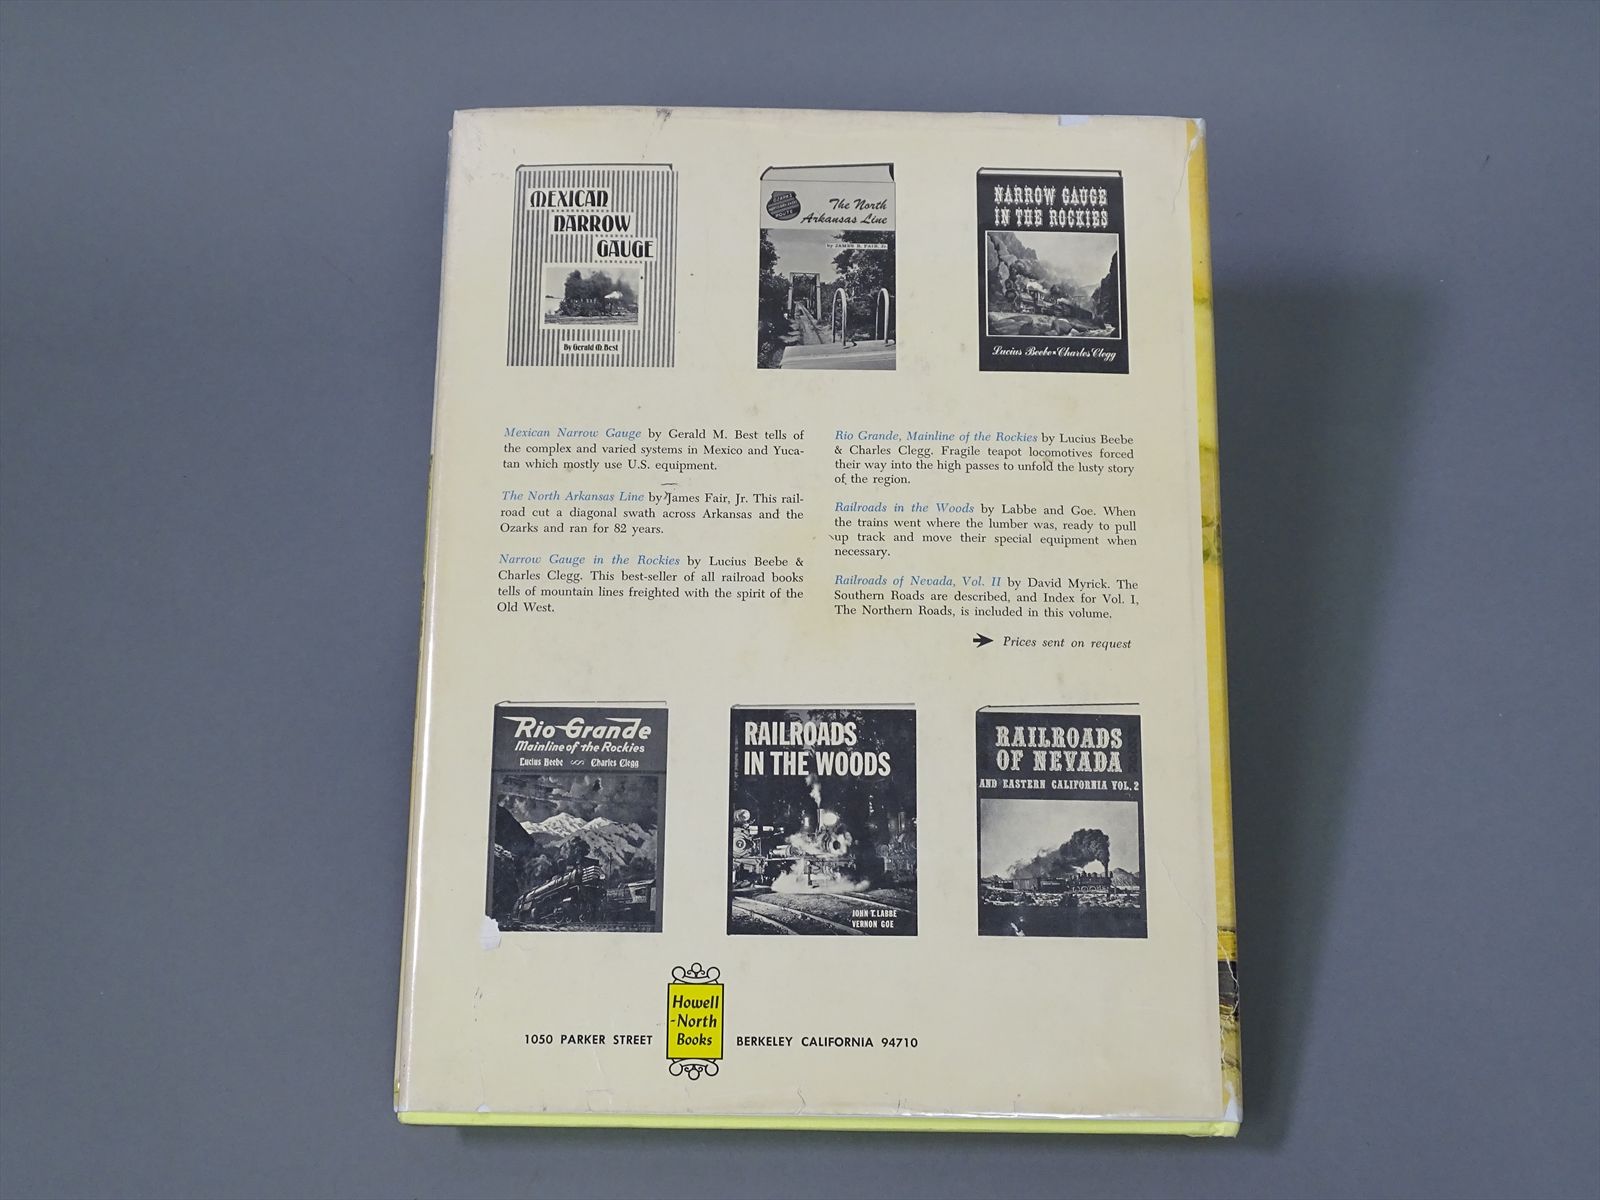 MEXICAN
NARROW
GAUGE
By Gerald M. Best
OZARKS
ROUTE
The North
Arkansas Line
by JAMES R. FAIR, Jr.
NARROW GAUGE
IN THE ROCKIES
Lucius Beebe Charles Clegg
Mexican Narrow Gauge by Gerald M. Best tells of
the complex and varied systems in Mexico and Yuca-
tan which mostly use U.S. equipment.
The North Arkansas Line by James Fair, Jr. This rail-
road cut a diagonal swath across Arkansas and the
Ozarks and ran for 82 years.
Narrow Gauge in the Rockies by Lucius Beebe &
Charles Clegg. This best-seller of all railroad books
tells of mountain lines freighted with the spirit of the
Old West.
Rio Grande, Mainline of the Rockies by Lucius Beebe
& Charles Clegg. Fragile teapot locomotives forced
their way into the high passes to unfold the lusty story
of the region.
Railroads in the Woods by Labbe and Goe. When
the trains went where the lumber was, ready to pull
up track and move their special equipment when
necessary.
Railroads of Nevada, Vol. II by David Myrick. The
Southern Roads are described, and Index for Vol. I,
The Northern Roads, is included in this volume.
Prices sent on request
Rio Grande
Mainline of the Rockies
Lucius Beebe Charles Clegg
RAILROADS
IN THE WOODS
JOHN T. LABBE
VERNON GOE
RAILROADS
OF NEVADA
AND EASTERN CALIFORNIA VOL. 2
Howell
-North
Books
1050 PARKER STREET BERKELEY CALIFORNIA 94710